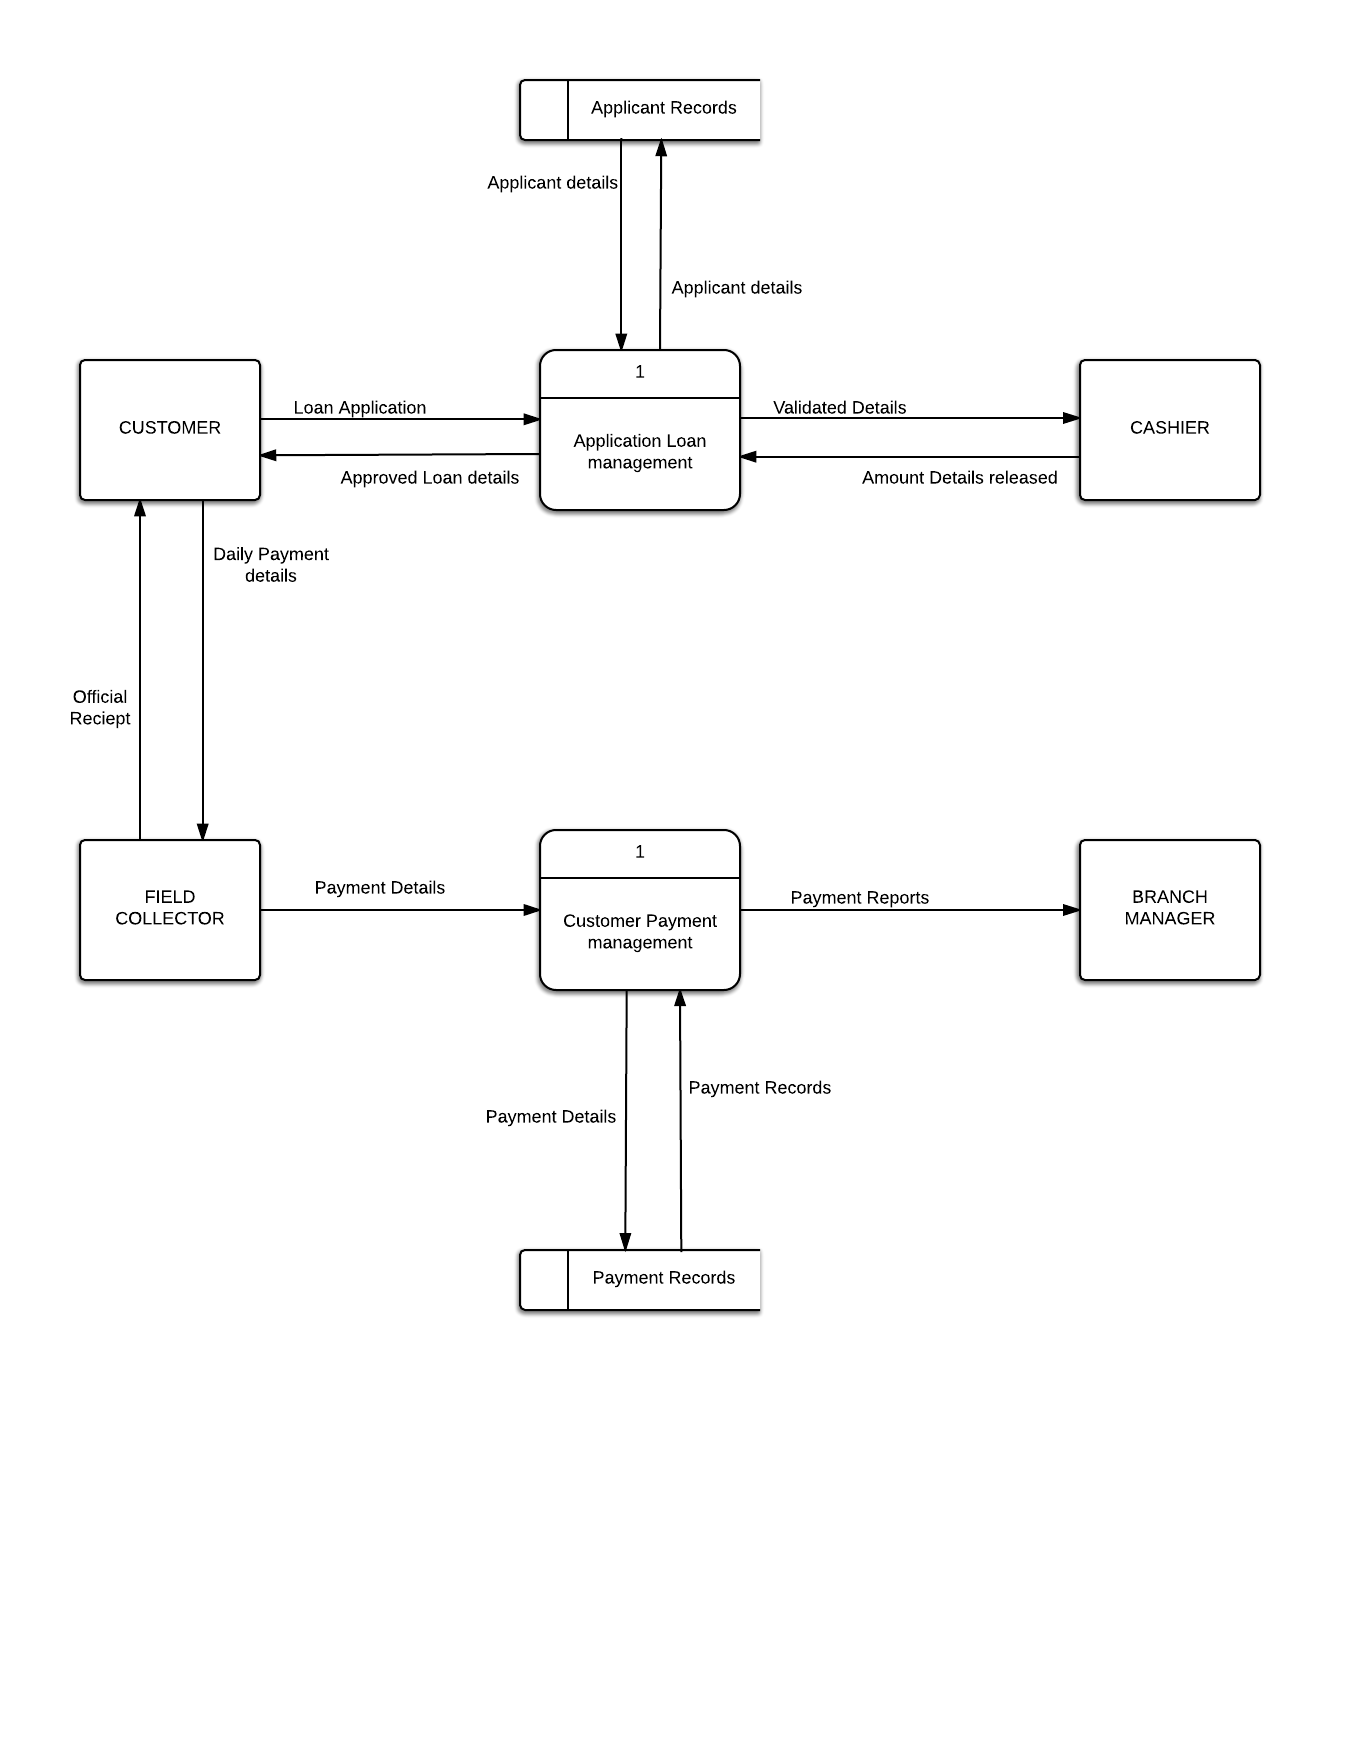 Applicant Records
Applicant details
Applicant details
1
Loan Application
Validated Details
CUSTOMER
Application Loan
management
CASHIER
Approved Loan details
Amount Details released
Daily Payment
details
Official
Reciept
1
Payment Details
Payment Reports
FIELD
COLLECTOR
Customer Payment
management
BRANCH
MANAGER
Payment Records
Payment Details
Payment Records